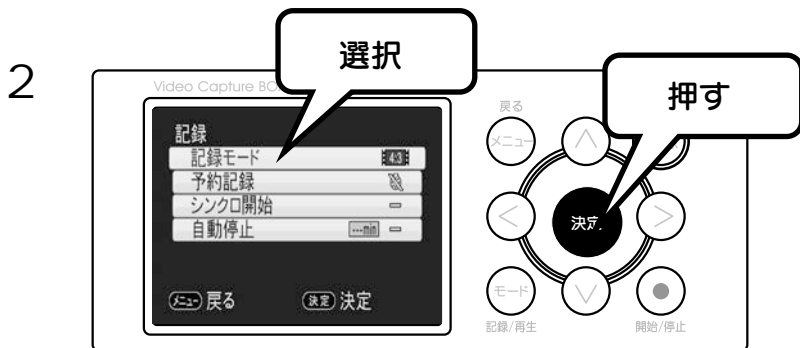 2
選択
押す
Video Capture BO
記録
記録モード 4:3
予約記録
シンクロ開始 －
自動停止 ---min －
メニュー 戻る 決定 決定
戻る
メニュー
決定
モード
記録/再生
開始/停止